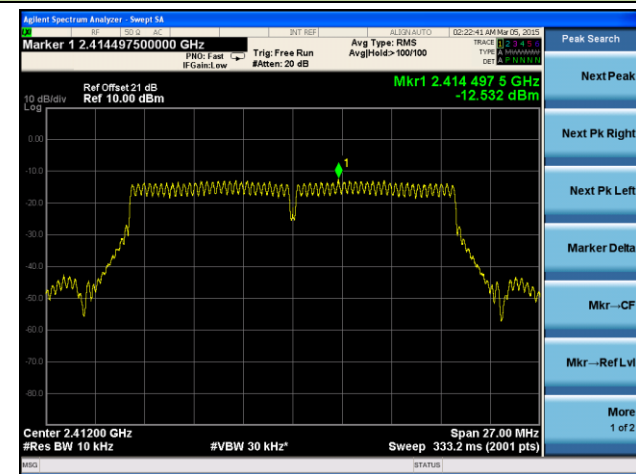 Agilent Spectrum Analyzer - Swept SA
RF 50 Ω AC INT REF ALIGN AUTO 02:22:41 AM Mar 05, 2015
Marker 1 2.414497500000 GHz
PNO: Fast Trig: Free Run
IFGain:Low #Atten: 20 dB
Avg Type: RMS
Avg|Hold:> 100/100
TRACE 1 2 3 4 5 6
TYPE A
DET A P N N N N
Peak Search
Mkr1 2.414 497 5 GHz
-12.532 dBm
Ref Offset 21 dB
10 dB/div Ref 10.00 dBm
Log
1
0.00
-10.0
-20.0
-30.0
-40.0
-50.0
-60.0
-70.0
-80.0
Center 2.41200 GHz Span 27.00 MHz
#Res BW 10 kHz #VBW 30 kHz* Sweep 333.2 ms (2001 pts)
MSG STATUS
Next Peak
Next Pk Right
Next Pk Left
Marker Delta
Mkr→CF
Mkr→Ref Lvl
More
1 of 2